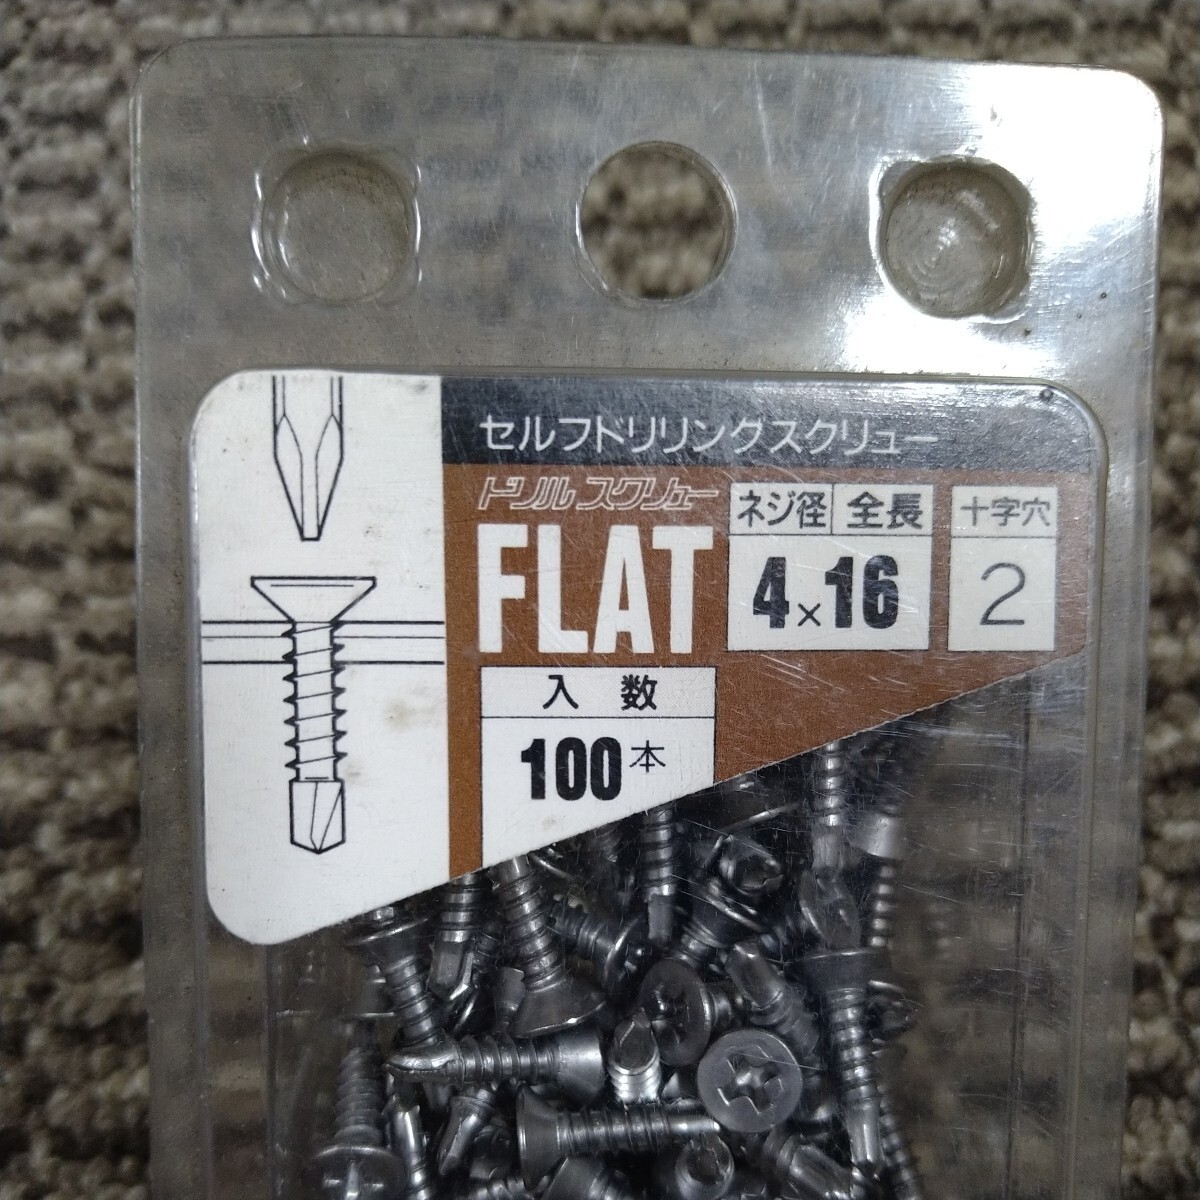 セルフドリリングスクリュー
ドリルスクリュー
FLAT
ネジ径 全長
4×16
十字穴
2
入数
100本